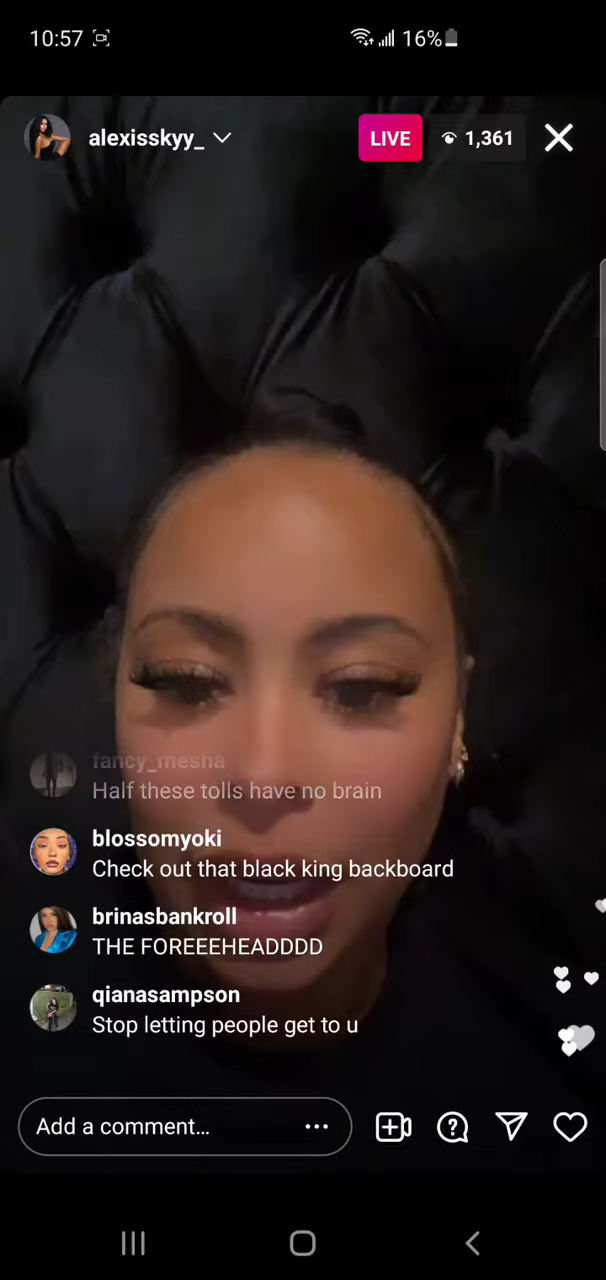 10:57
16%
alexisskyy_
LIVE
1,361
fancy_mesha
Half these tolls have no brain
blossomyoki
Check out that black king backboard
brinasbankroll
THE FOREEEHEADDDD
qianasampson
Stop letting people get to u
Add a comment...